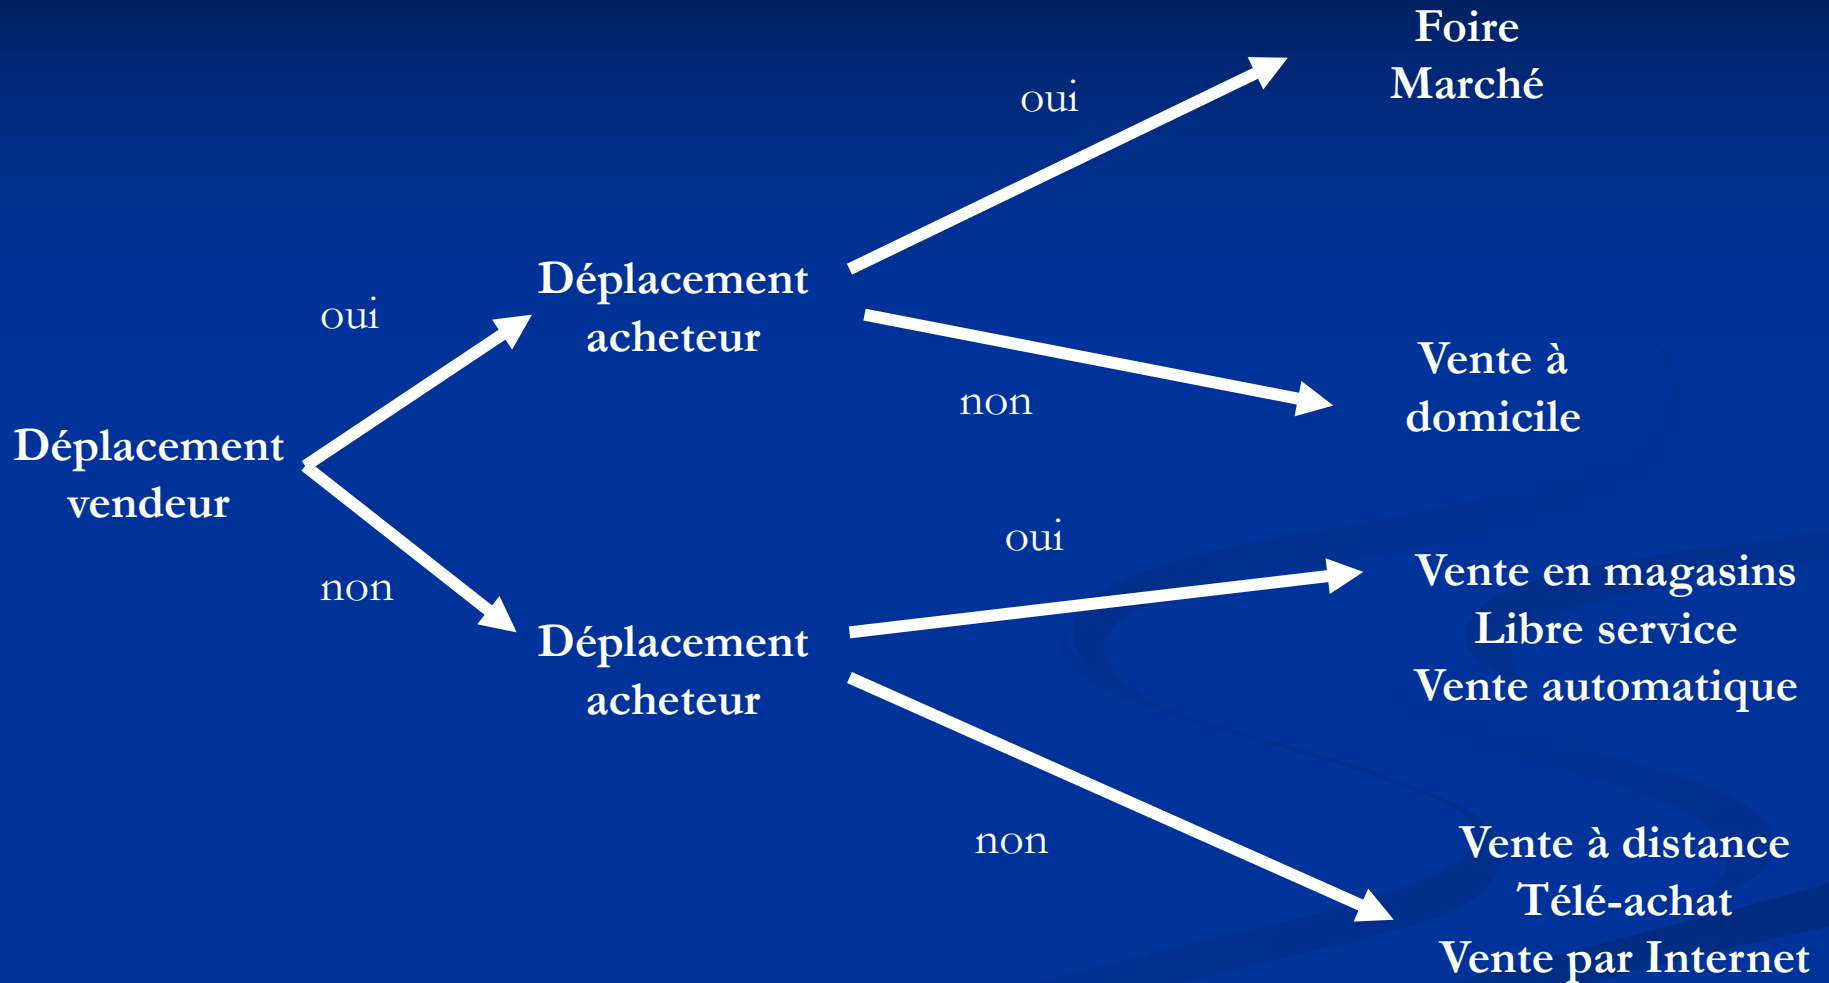 Foire
Marché
oui
Déplacement
acheteur
oui
non
Vente à
domicile
Déplacement
vendeur
non
oui
Vente en magasins
Libre service
Vente automatique
Déplacement
acheteur
non
Vente à distance
Télé-achat
Vente par Internet